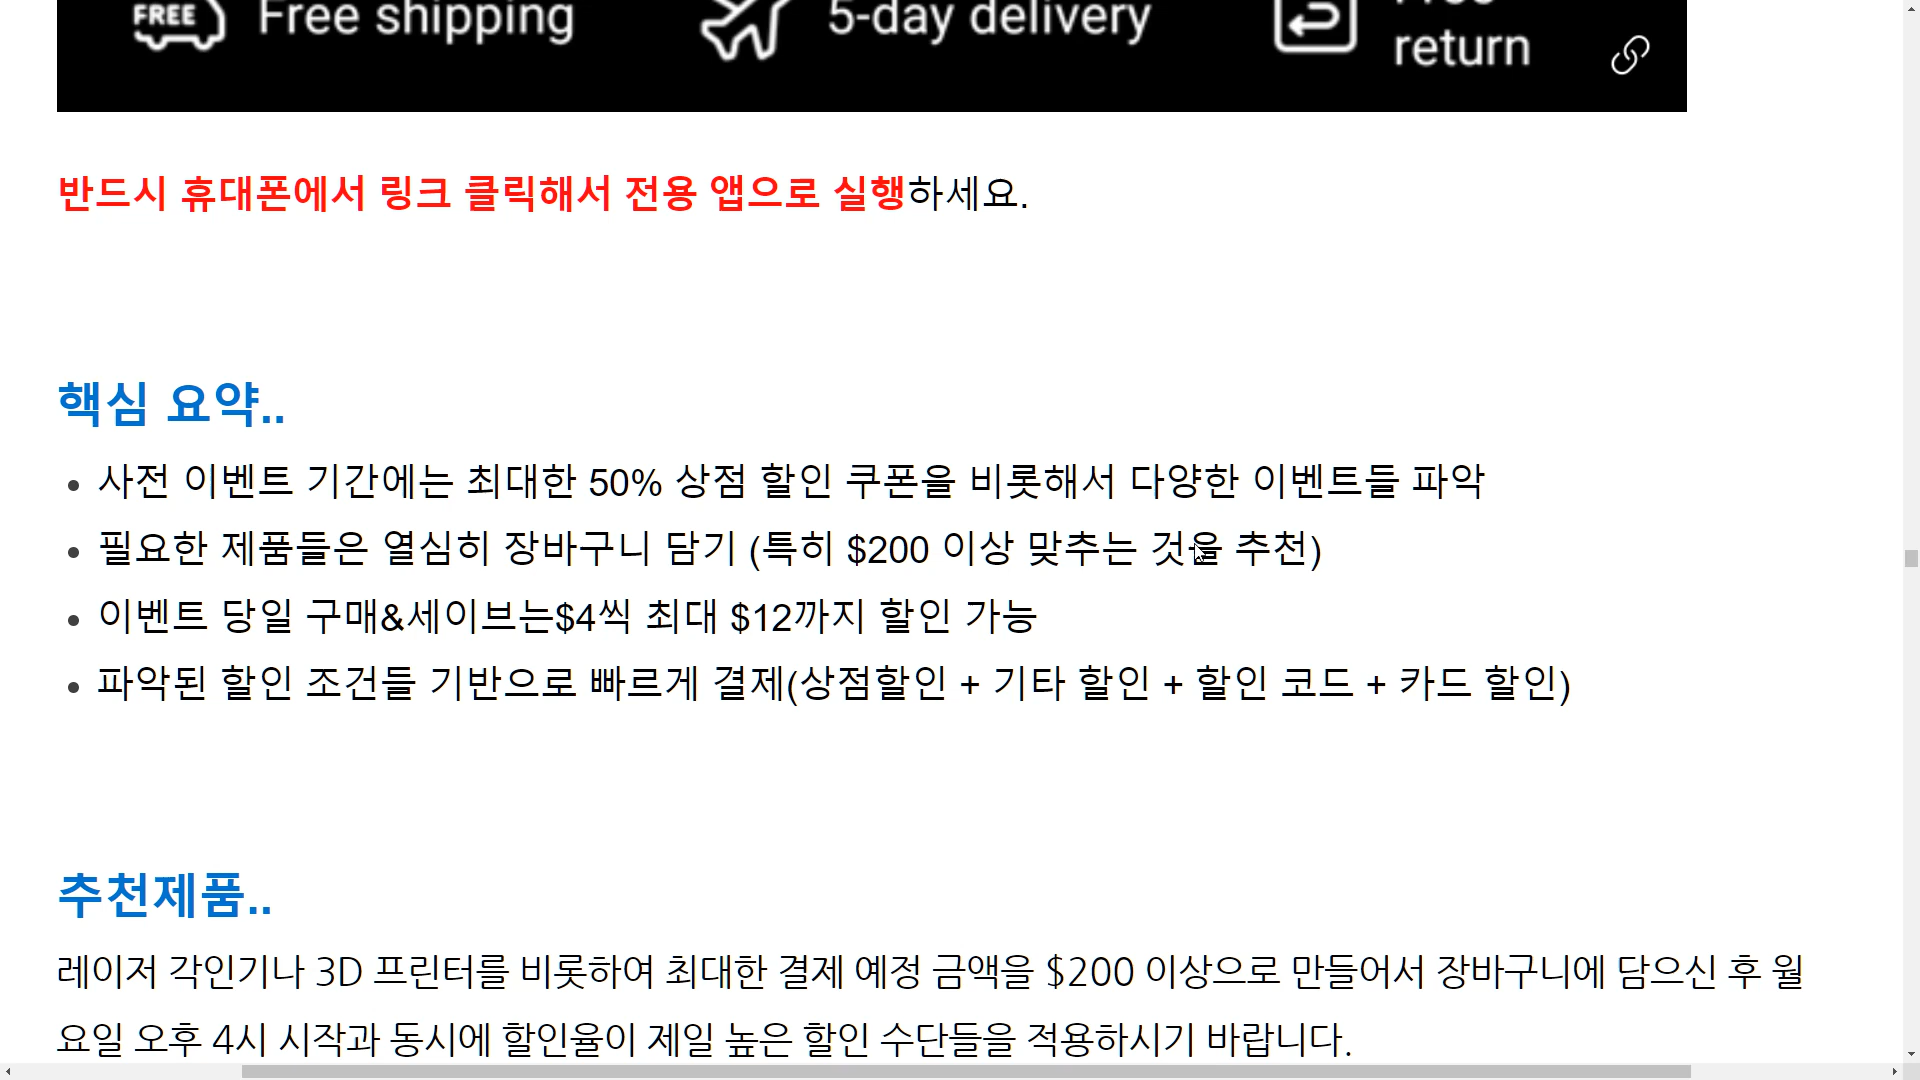 FREE Free shipping 5-day delivery
return
반드시 휴대폰에서 링크 클릭해서 전용 앱으로 실행하세요.
핵심 요약..
• 사전 이벤트 기간에는 최대한 50% 상점 할인 쿠폰을 비롯해서 다양한 이벤트들 파악
• 필요한 제품들은 열심히 장바구니 담기 (특히 $200 이상 맞추는 것을 추천)
• 이벤트 당일 구매&세이브는$4씩 최대 $12까지 할인 가능
• 파악된 할인 조건들 기반으로 빠르게 결제(상점할인 + 기타 할인 + 할인 코드 + 카드 할인)
추천제품..
레이저 각인기나 3D 프린터를 비롯하여 최대한 결제 예정 금액을 $200 이상으로 만들어서 장바구니에 담으신 후 월
요일 오후 4시 시작과 동시에 할인율이 제일 높은 할인 수단들을 적용하시기 바랍니다.